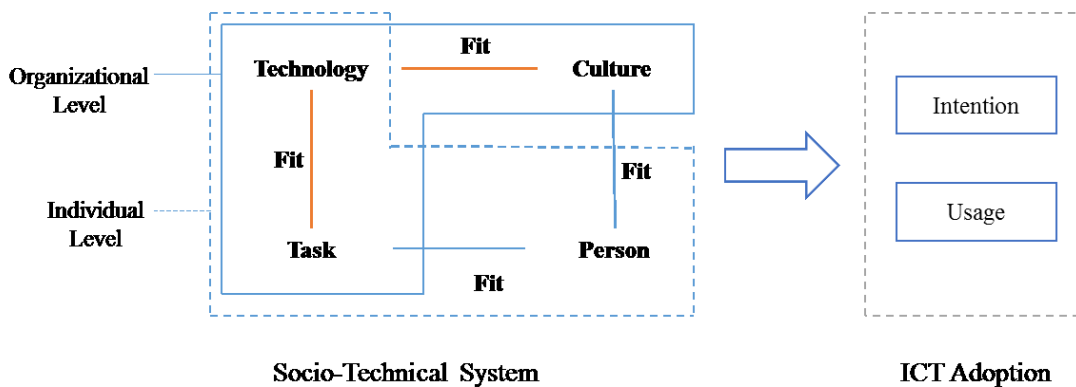 Fit
Technology
Culture
Organizational
Level
Intention
Fit
Fit
Individual
Level
Usage
Task
Person
Fit
Socio-Technical System
ICT Adoption